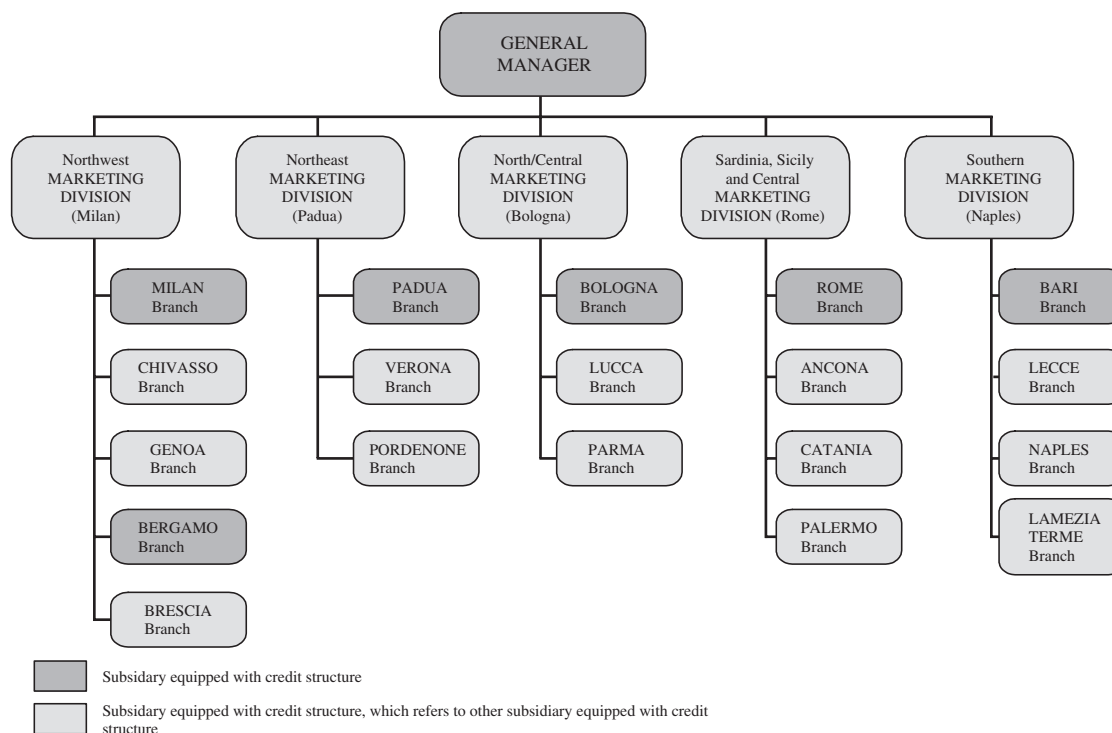 GENERAL
MANAGER
Northwest
MARKETING
DIVISION
(Milan)
Northeast
MARKETING
DIVISION
(Padua)
North/Central
MARKETING
DIVISION
(Bologna)
Sardinia, Sicily
and Central
MARKETING
DIVISION (Rome)
Southern
MARKETING
DIVISION
(Naples)
MILAN
Branch
CHIVASSO
Branch
GENOA
Branch
BERGAMO
Branch
BRESCIA
Branch
PADUA
Branch
VERONA
Branch
PORDENONE
Branch
BOLOGNA
Branch
LUCCA
Branch
PARMA
Branch
ROME
Branch
ANCONA
Branch
CATANIA
Branch
PALERMO
Branch
BARI
Branch
LECCE
Branch
NAPLES
Branch
LAMEZIA
TERME
Branch
Subsidary equipped with credit structure
Subsidary equipped with credit structure, which refers to other subsidiary equipped with credit
structure